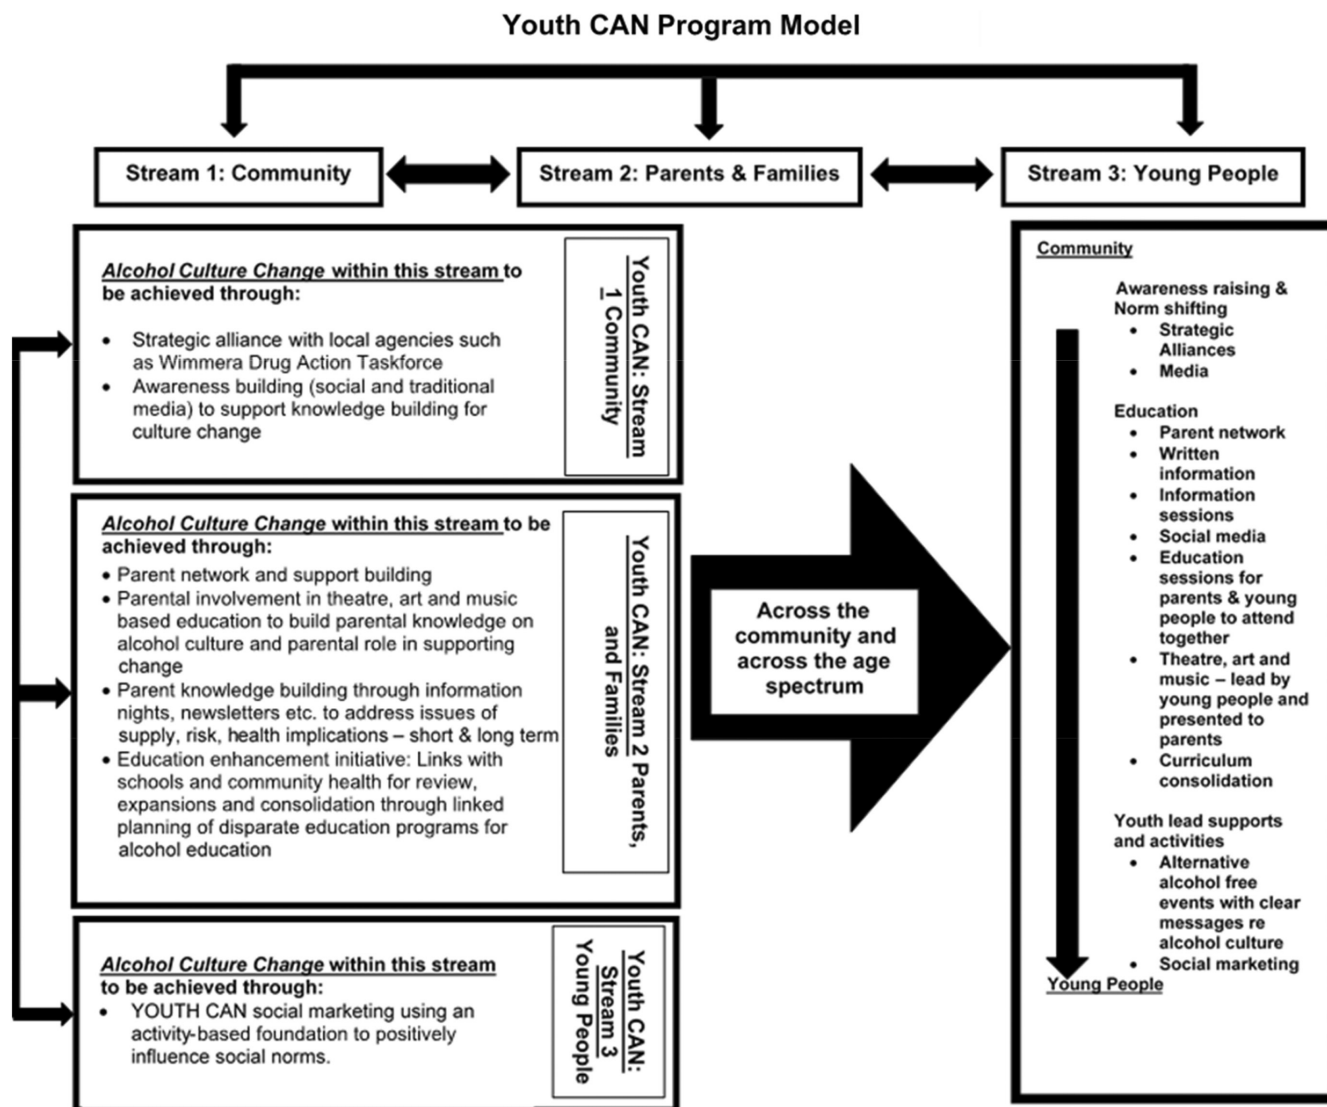 Youth CAN Program Model
Stream 1: Community
Stream 2: Parents & Families
Stream 3: Young People
Alcohol Culture Change within this stream to
be achieved through:
• Strategic alliance with local agencies such
as Wimmera Drug Action Taskforce
• Awareness building (social and traditional
media) to support knowledge building for
culture change
Youth CAN: Stream
1 Community
Alcohol Culture Change within this stream to be
achieved through:
• Parent network and support building
• Parental involvement in theatre, art and music
based education to build parental knowledge on
alcohol culture and parental role in supporting
change
• Parent knowledge building through information
nights, newsletters etc. to address issues of
supply, risk, health implications – short & long term
• Education enhancement initiative: Links with
schools and community health for review,
expansions and consolidation through linked
planning of disparate education programs for
alcohol education
Youth CAN: Stream 2 Parents,
and Families
Alcohol Culture Change within this stream
to be achieved through:
• YOUTH CAN social marketing using an
activity-based foundation to positively
influence social norms.
Youth CAN:
Stream 3
Young People
Across the
community and
across the age
spectrum
Community
Awareness raising &
Norm shifting
• Strategic
Alliances
• Media
Education
• Parent network
• Written
information
• Information
sessions
• Social media
• Education
sessions for
parents & young
people to attend
together
• Theatre, art and
music – lead by
young people and
presented to
parents
• Curriculum
consolidation
Youth lead supports
and activities
• Alternative
alcohol free
events with clear
messages re
alcohol culture
• Social marketing
Young People